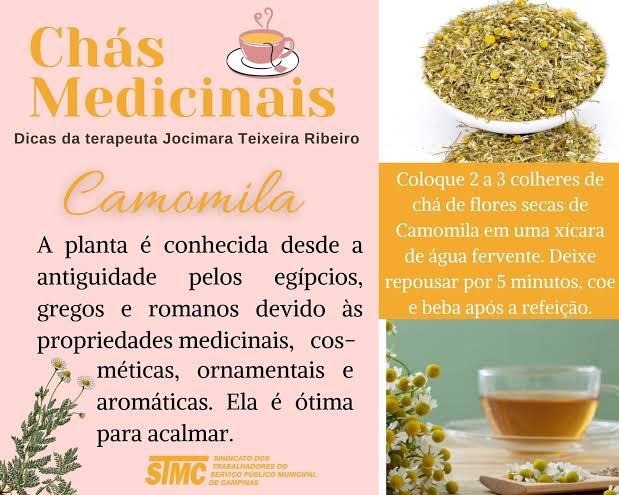 Chás
Medicinais
Dicas da terapeuta Jocimara Teixeira Ribeiro
Camomila
A planta é conhecida desde a
antiguidade pelos egípcios,
gregos e romanos devido às
propriedades medicinais, cos-
méticas, ornamentais e
aromáticas. Ela é ótima
para acalmar.
STMC
SINDICATO DOS
TRABALHADORES DO
SERVIÇO PÚBLICO MUNICIPAL
DE CAMPINAS
Coloque 2 a 3 colheres de
chá de flores secas de
Camomila em uma xícara
de água fervente. Deixe
repousar por 5 minutos, coe
e beba após a refeição.